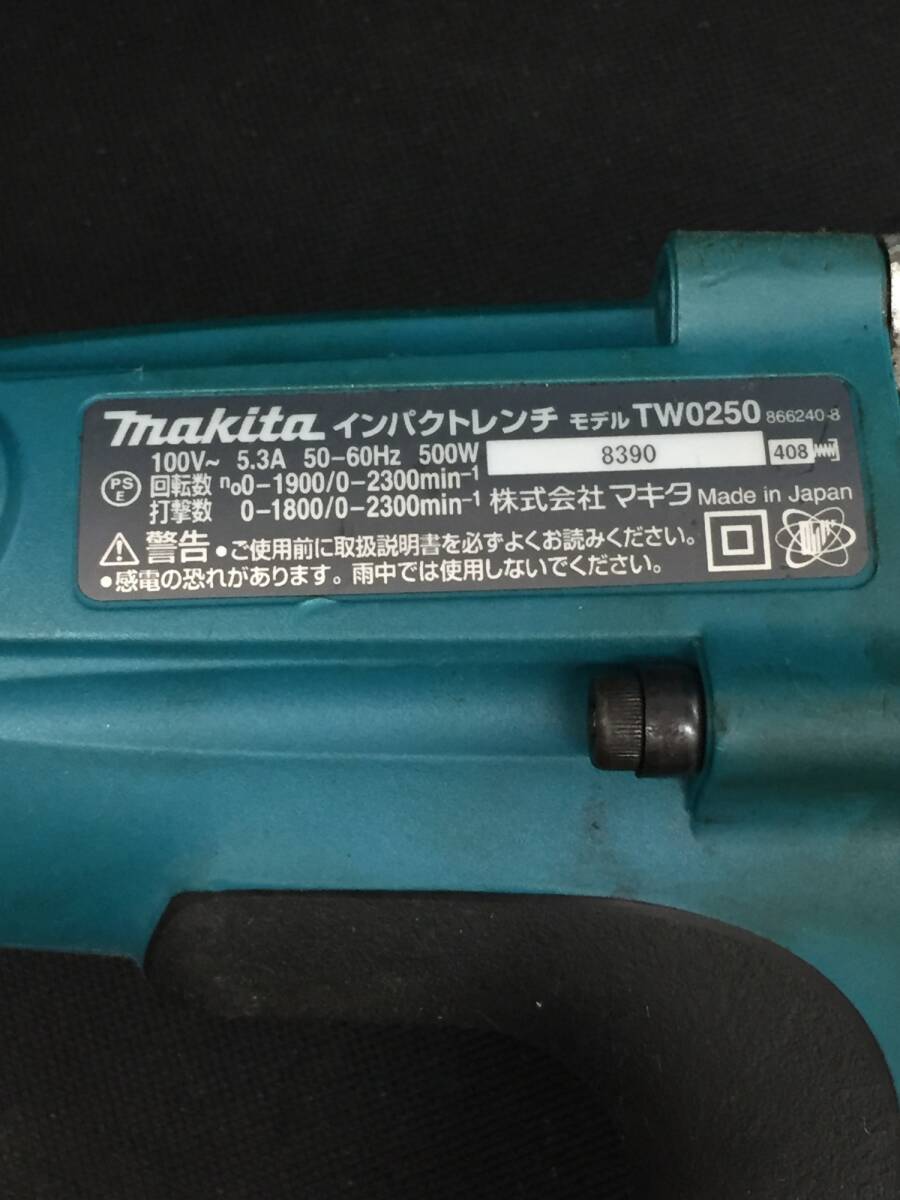 makita インパクトレンチ モデル TW0250 866240-8
100V~ 5.3A 50-60Hz 500W 8390 408
PS E 回転数 n₀0-1900/0-2300min⁻¹ 株式会社 マキタ Made in Japan
打撃数 0-1800/0-2300min⁻¹
警告 ●ご使用前に取扱説明書を必ずよくお読みください。
●感電の恐れがあります。雨中では使用しないでください。